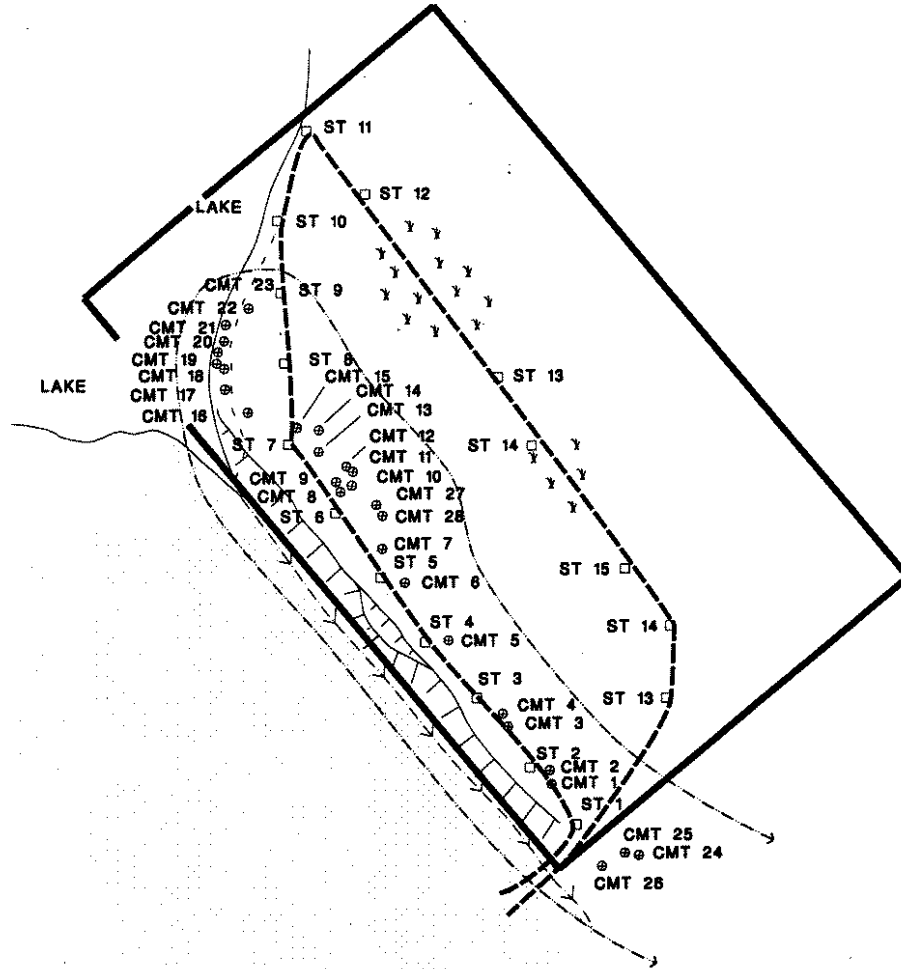 ST 11
ST 12
LAKE
ST 10
CMT 23
ST 9
CMT 22
CMT 21
CMT 20
CMT 19
ST 8
CMT 18
CMT 15
LAKE
CMT 17
CMT 14
ST 13
CMT 16
CMT 13
ST 7
CMT 12
ST 14
CMT 11
CMT 9
CMT 10
CMT 8
CMT 27
ST 6
CMT 28
CMT 7
ST 5
ST 15
CMT 6
ST 4
CMT 5
ST 14
ST 3
ST 13
CMT 4
CMT 3
ST 2
CMT 2
CMT 1
ST 1
CMT 25
CMT 24
CMT 26